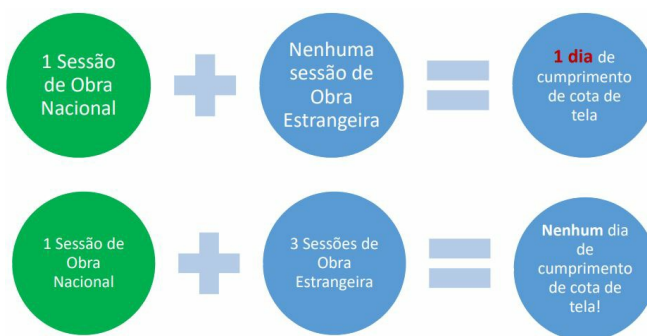 1 Sessão
de Obra
Nacional
Nenhuma
sessão de
Obra
Estrangeira
1 dia de
cumprimento
de cota de
tela
1 Sessão de
Obra
Nacional
3 Sessões de
Obra
Estrangeira
Nenhum dia
de
cumprimento
de cota de
tela!